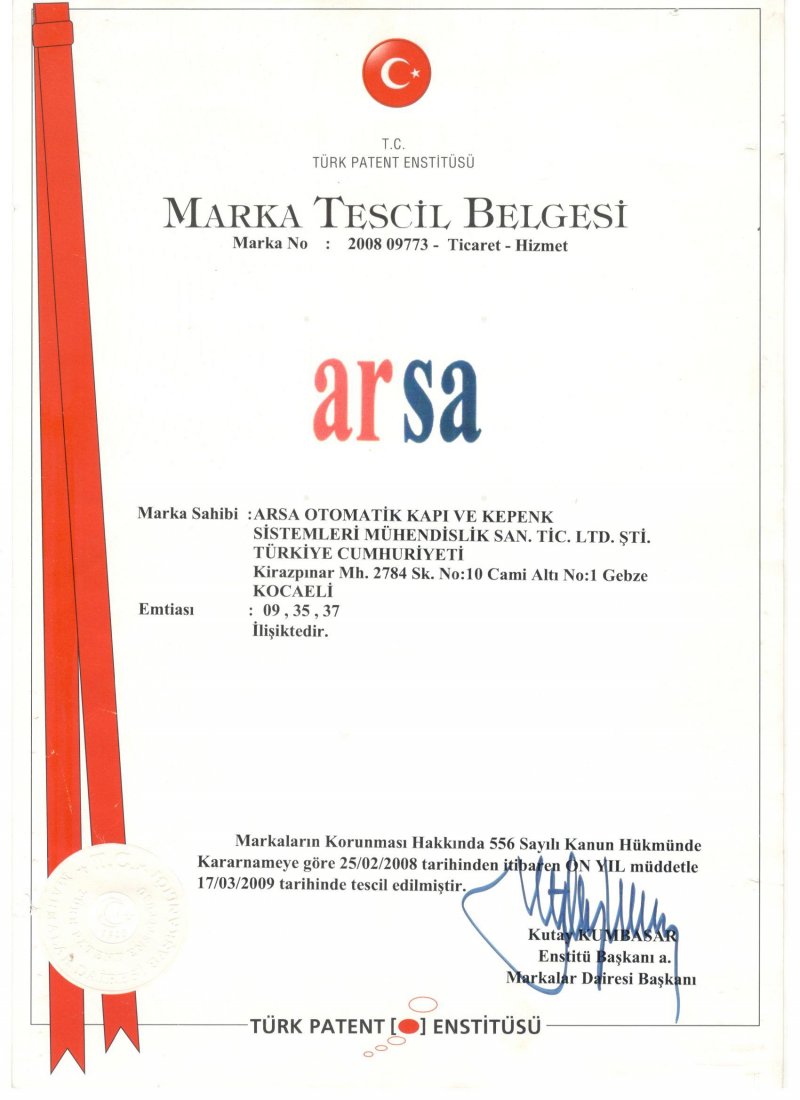 T.C.
TÜRK PATENT ENSTİTÜSÜ
MARKA TESCİL BELGESİ
Marka No : 2008 09773 - Ticaret - Hizmet
arsa
Marka Sahibi : ARSA OTOMATİK KAPI VE KEPENK
SİSTEMLERİ MÜHENDİSLİK SAN. TİC. LTD. ŞTİ.
TÜRKİYE CUMHURİYETİ
Kirazpınar Mh. 2784 Sk. No:10 Cami Altı No:1 Gebze
KOCAELİ
Emtiası : 09 , 35 , 37
İlişiktedir.
Markaların Korunması Hakkında 556 Sayılı Kanun Hükmünde
Kararnameye göre 25/02/2008 tarihinden itibaren ON YIL müddetle
17/03/2009 tarihinde tescil edilmiştir.
Kutay KUMBASAR
Enstitü Başkanı a.
Markalar Dairesi Başkanı
TÜRK PATENT [ ] ENSTİTÜSÜ